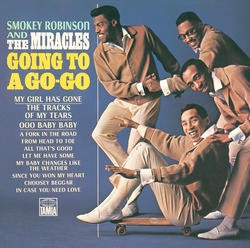 SMOKEY ROBINSON
AND
THE MIRACLES
GOING TO
A GO-GO
MY GIRL HAS GONE
THE TRACKS
OF MY TEARS
OOO BABY BABY
A FORK IN THE ROAD
FROM HEAD TO TOE
ALL THAT'S GOOD
LET ME HAVE SOME
MY BABY CHANGES LIKE
THE WEATHER
SINCE YOU WON MY HEART
CHOOSEY BEGGAR
IN CASE YOU NEED LOVE
TAMLA